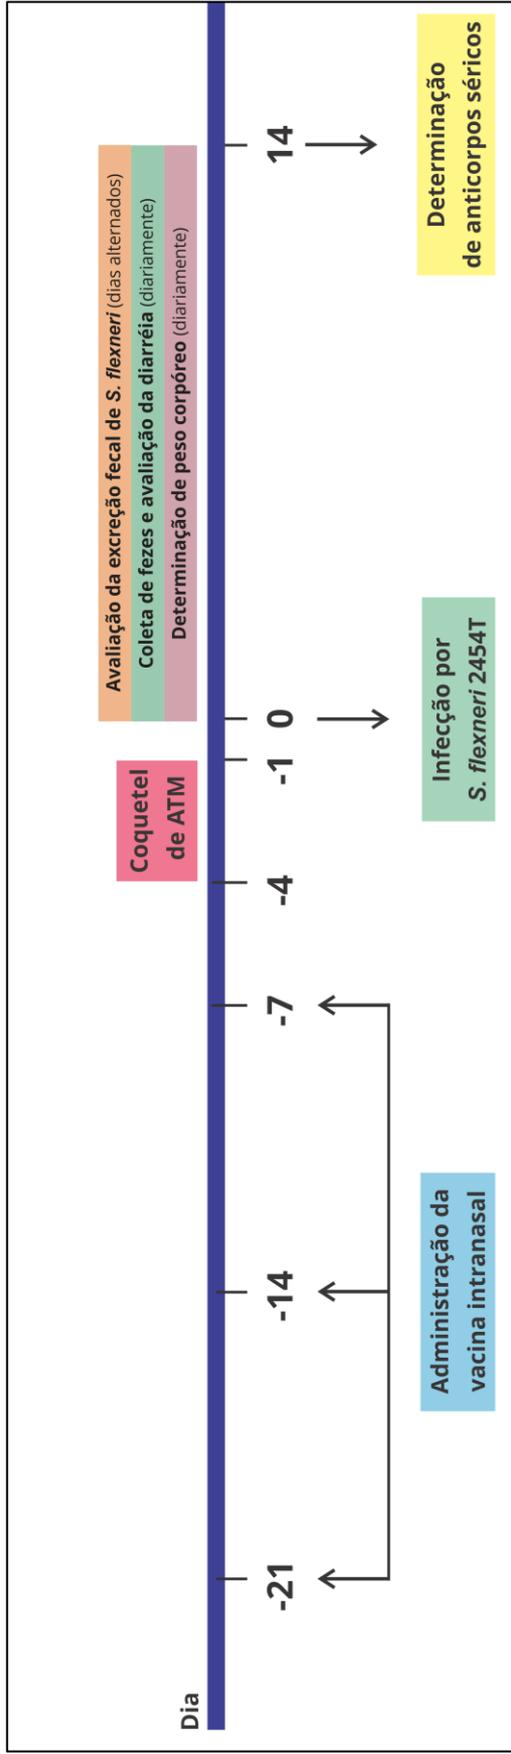 Avaliação da excreção fecal de S. flexneri (dias alternados)
Coleta de fezes e avaliação da diarréia (diariamente)
Determinação de peso corpóreo (diariamente)
Coquetel
de ATM
Dia
-21
-14
-7
-4
-1
0
14
Administração da
vacina intranasal
Infecção por
S. flexneri 2454T
Determinação
de anticorpos séricos